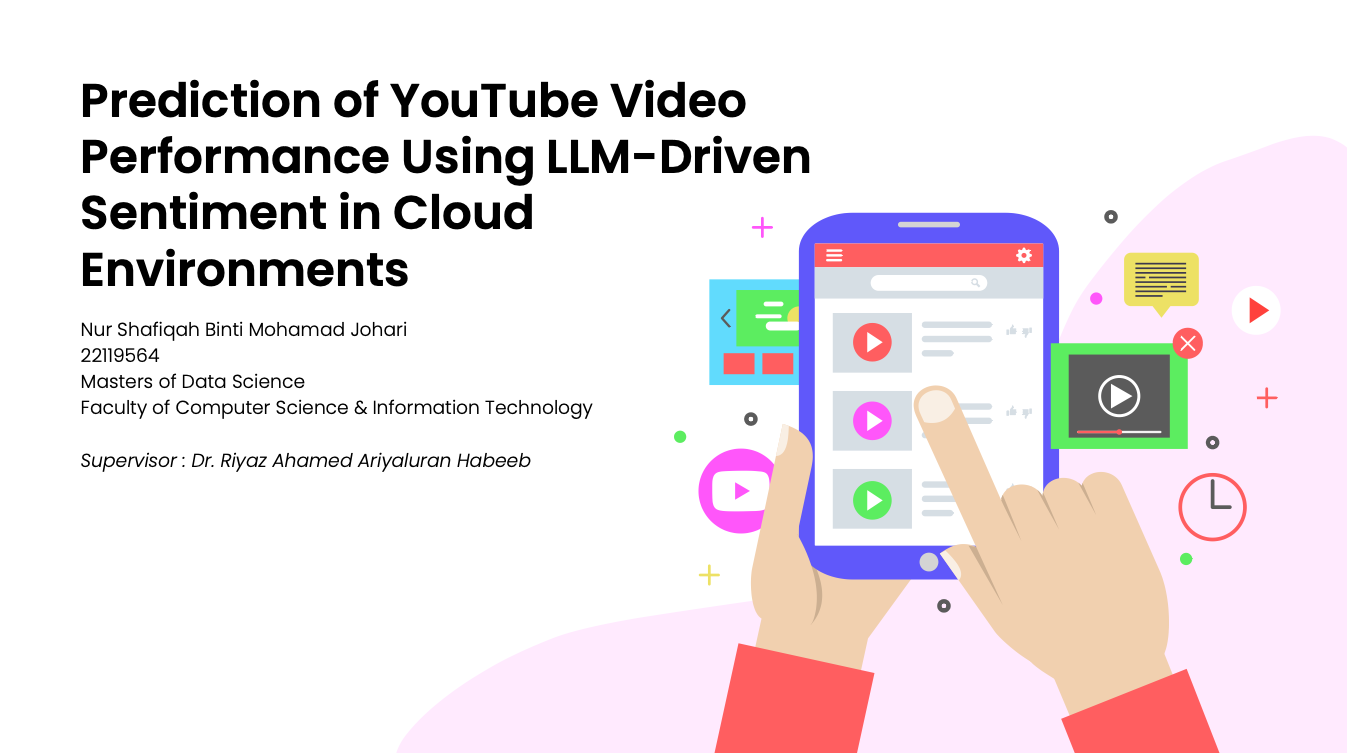 Prediction of YouTube Video
Performance Using LLM-Driven
Sentiment in Cloud
Environments
Nur Shafiqah Binti Mohamad Johari
22119564
Masters of Data Science
Faculty of Computer Science & Information Technology
Supervisor : Dr. Riyaz Ahamed Ariyaluran Habeeb